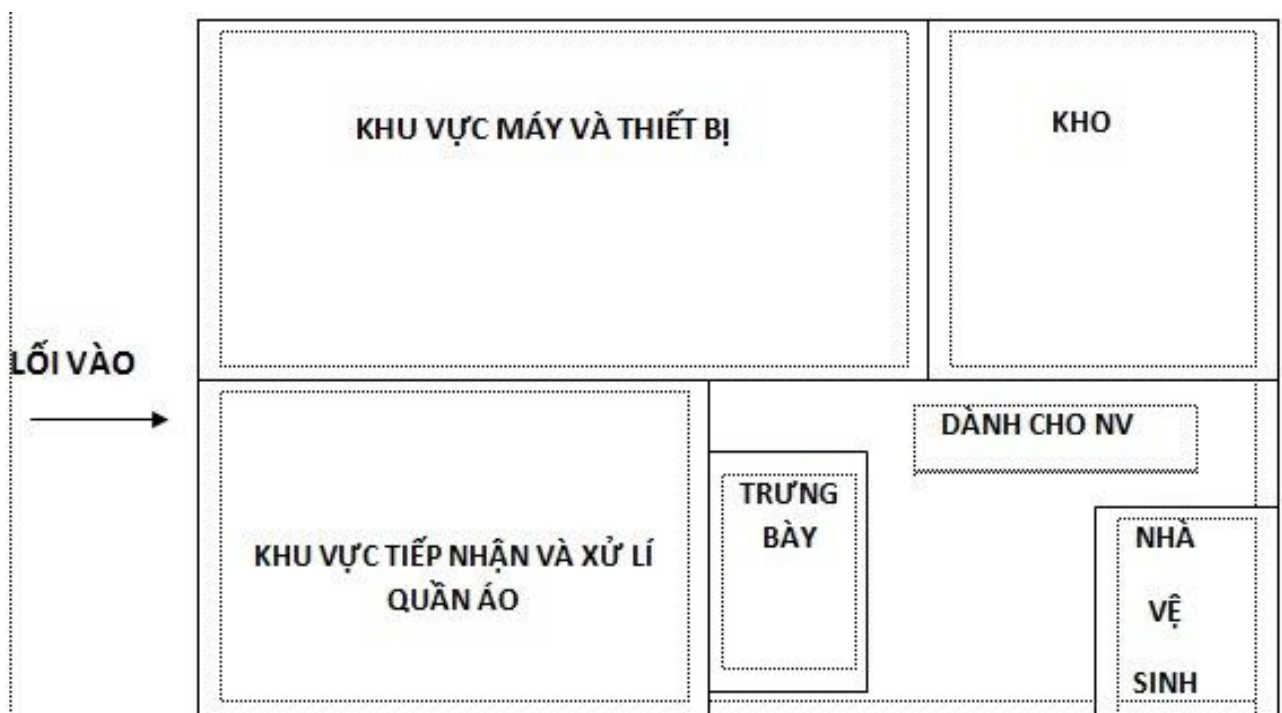 KHU VỰC MÁY VÀ THIẾT BỊ
KHO
LỐI VÀO
DÀNH CHO NV
TRƯNG
BÀY
KHU VỰC TIẾP NHẬN VÀ XỬ LÍ
QUẦN ÁO
NHÀ
VỆ
SINH